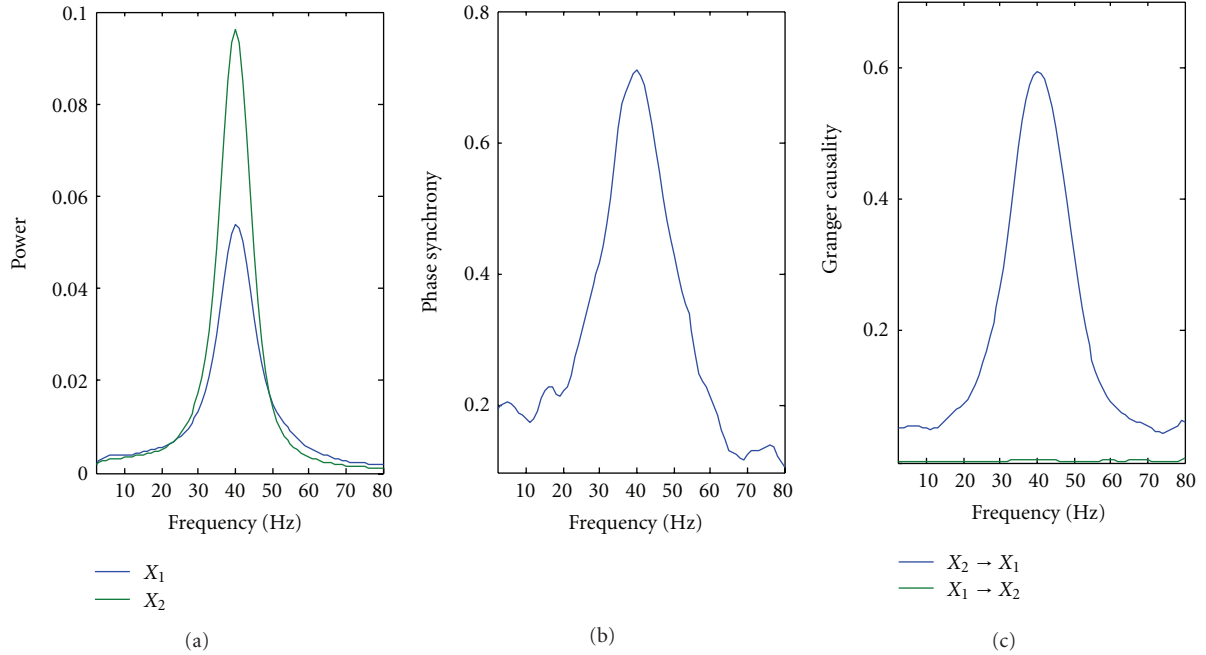 0.1
0.08
0.06
0.04
0.02
0
Power
10 20 30 40 50 60 70 80
Frequency (Hz)
X1
X2
(a)
0.8
0.6
0.4
0.2
Phase synchrony
10 20 30 40 50 60 70 80
Frequency (Hz)
(b)
0.6
0.4
0.2
Granger causality
10 20 30 40 50 60 70 80
Frequency (Hz)
X2 → X1
X1 → X2
(c)